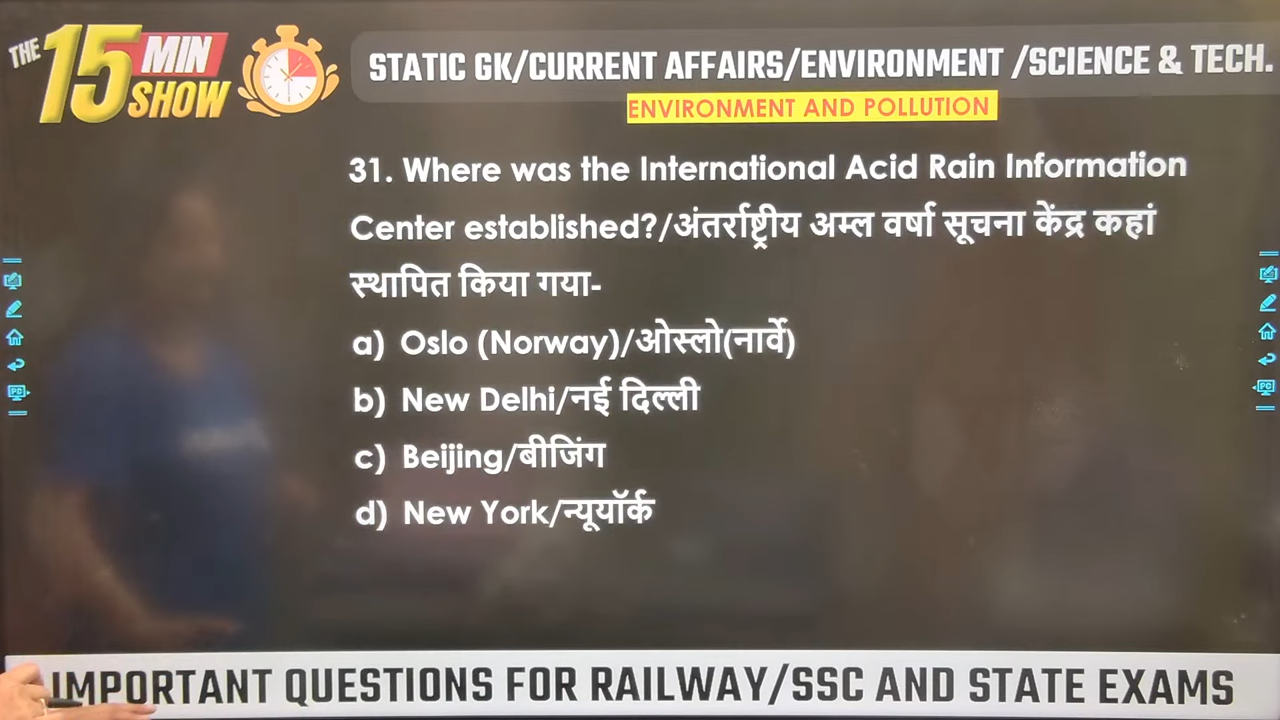 THE 15 MIN SHOW
STATIC GK/CURRENT AFFAIRS/ENVIRONMENT /SCIENCE & TECH.
ENVIRONMENT AND POLLUTION
31. Where was the International Acid Rain Information
Center established?/अंतर्राष्ट्रीय अम्ल वर्षा सूचना केंद्र कहां
स्थापित किया गया-
a) Oslo (Norway)/ओस्लो(नार्वे)
b) New Delhi/नई दिल्ली
c) Beijing/बीजिंग
d) New York/न्यूयॉर्क
IMPORTANT QUESTIONS FOR RAILWAY/SSC AND STATE EXAMS